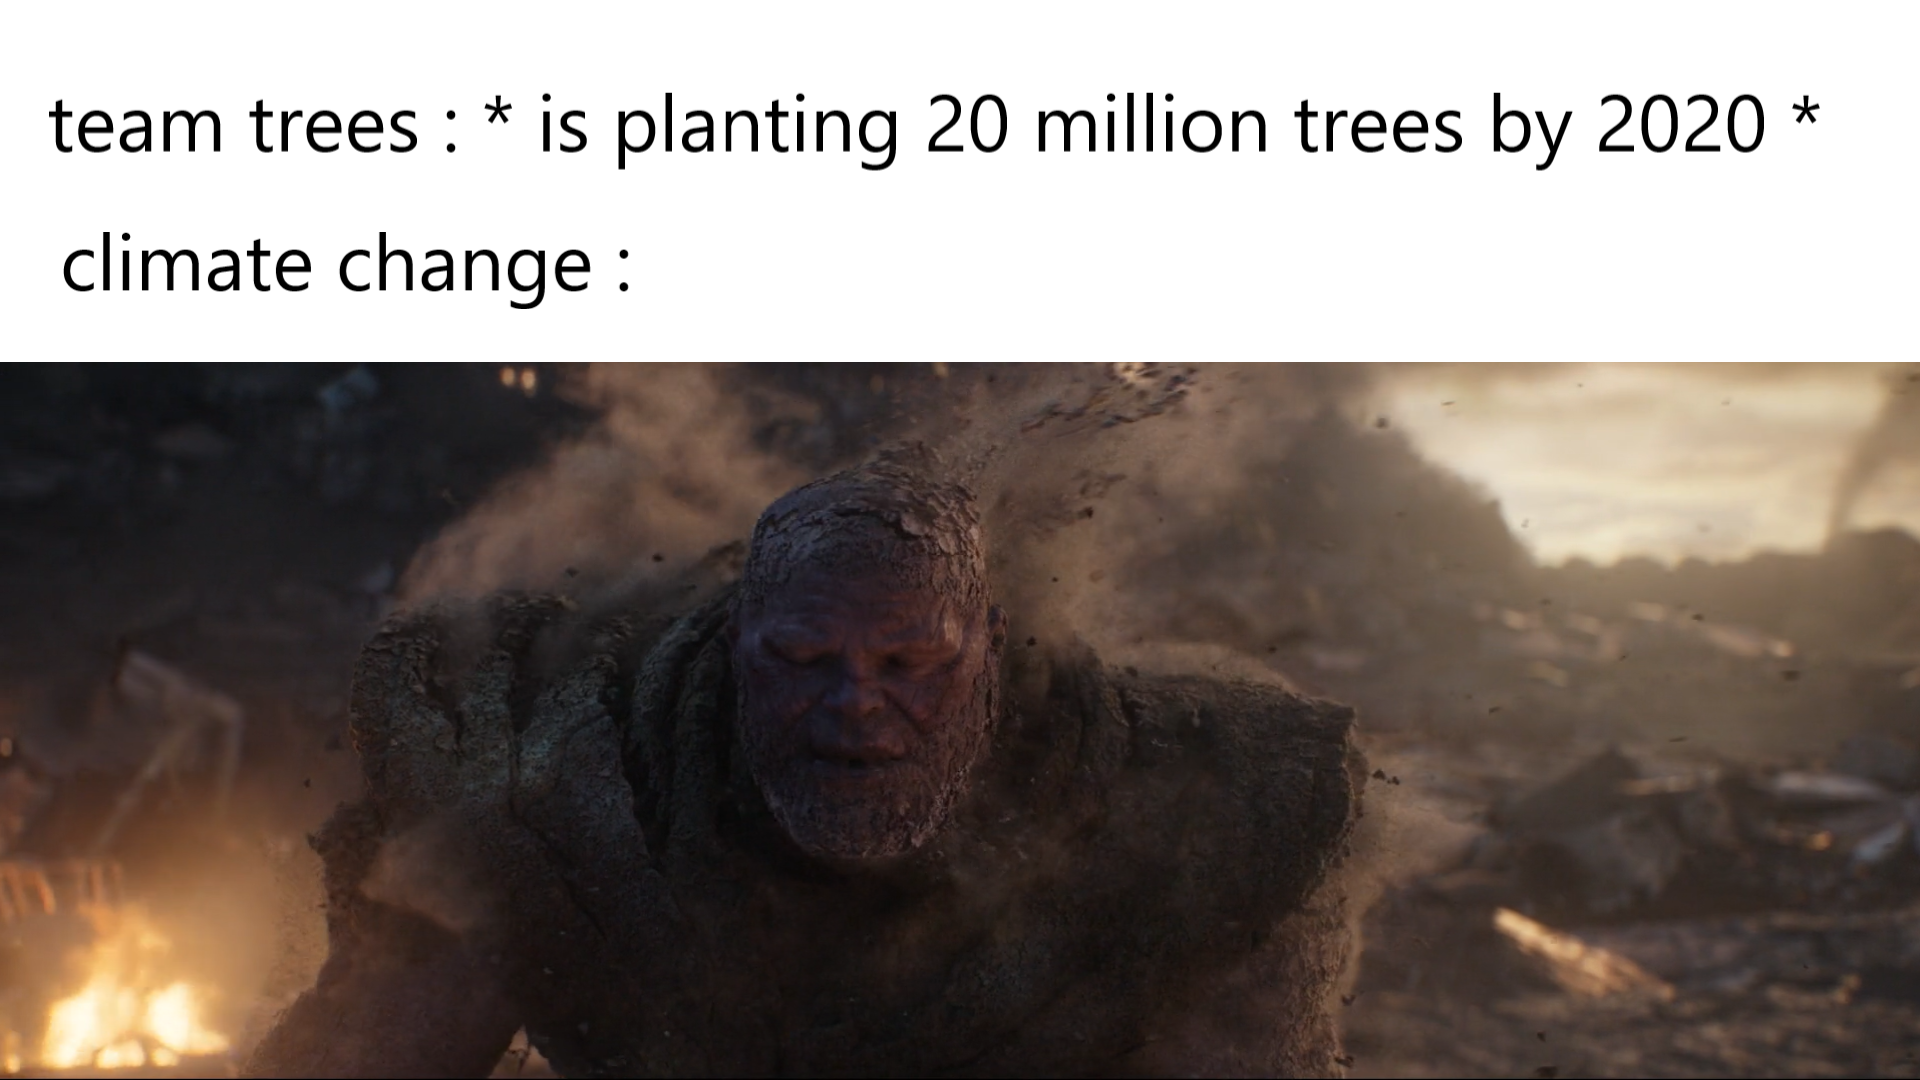 team trees : * is planting 20 million trees by 2020 *
climate change :